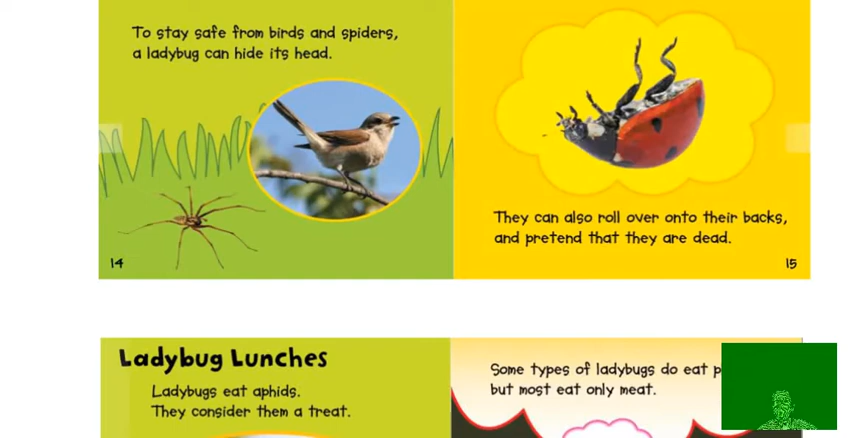 To stay safe from birds and spiders,
a ladybug can hide its head.
14
They can also roll over onto their backs,
and pretend that they are dead.
15
Ladybug Lunches
Ladybugs eat aphids.
They consider them a treat.
Some types of ladybugs do eat
but most eat only meat.